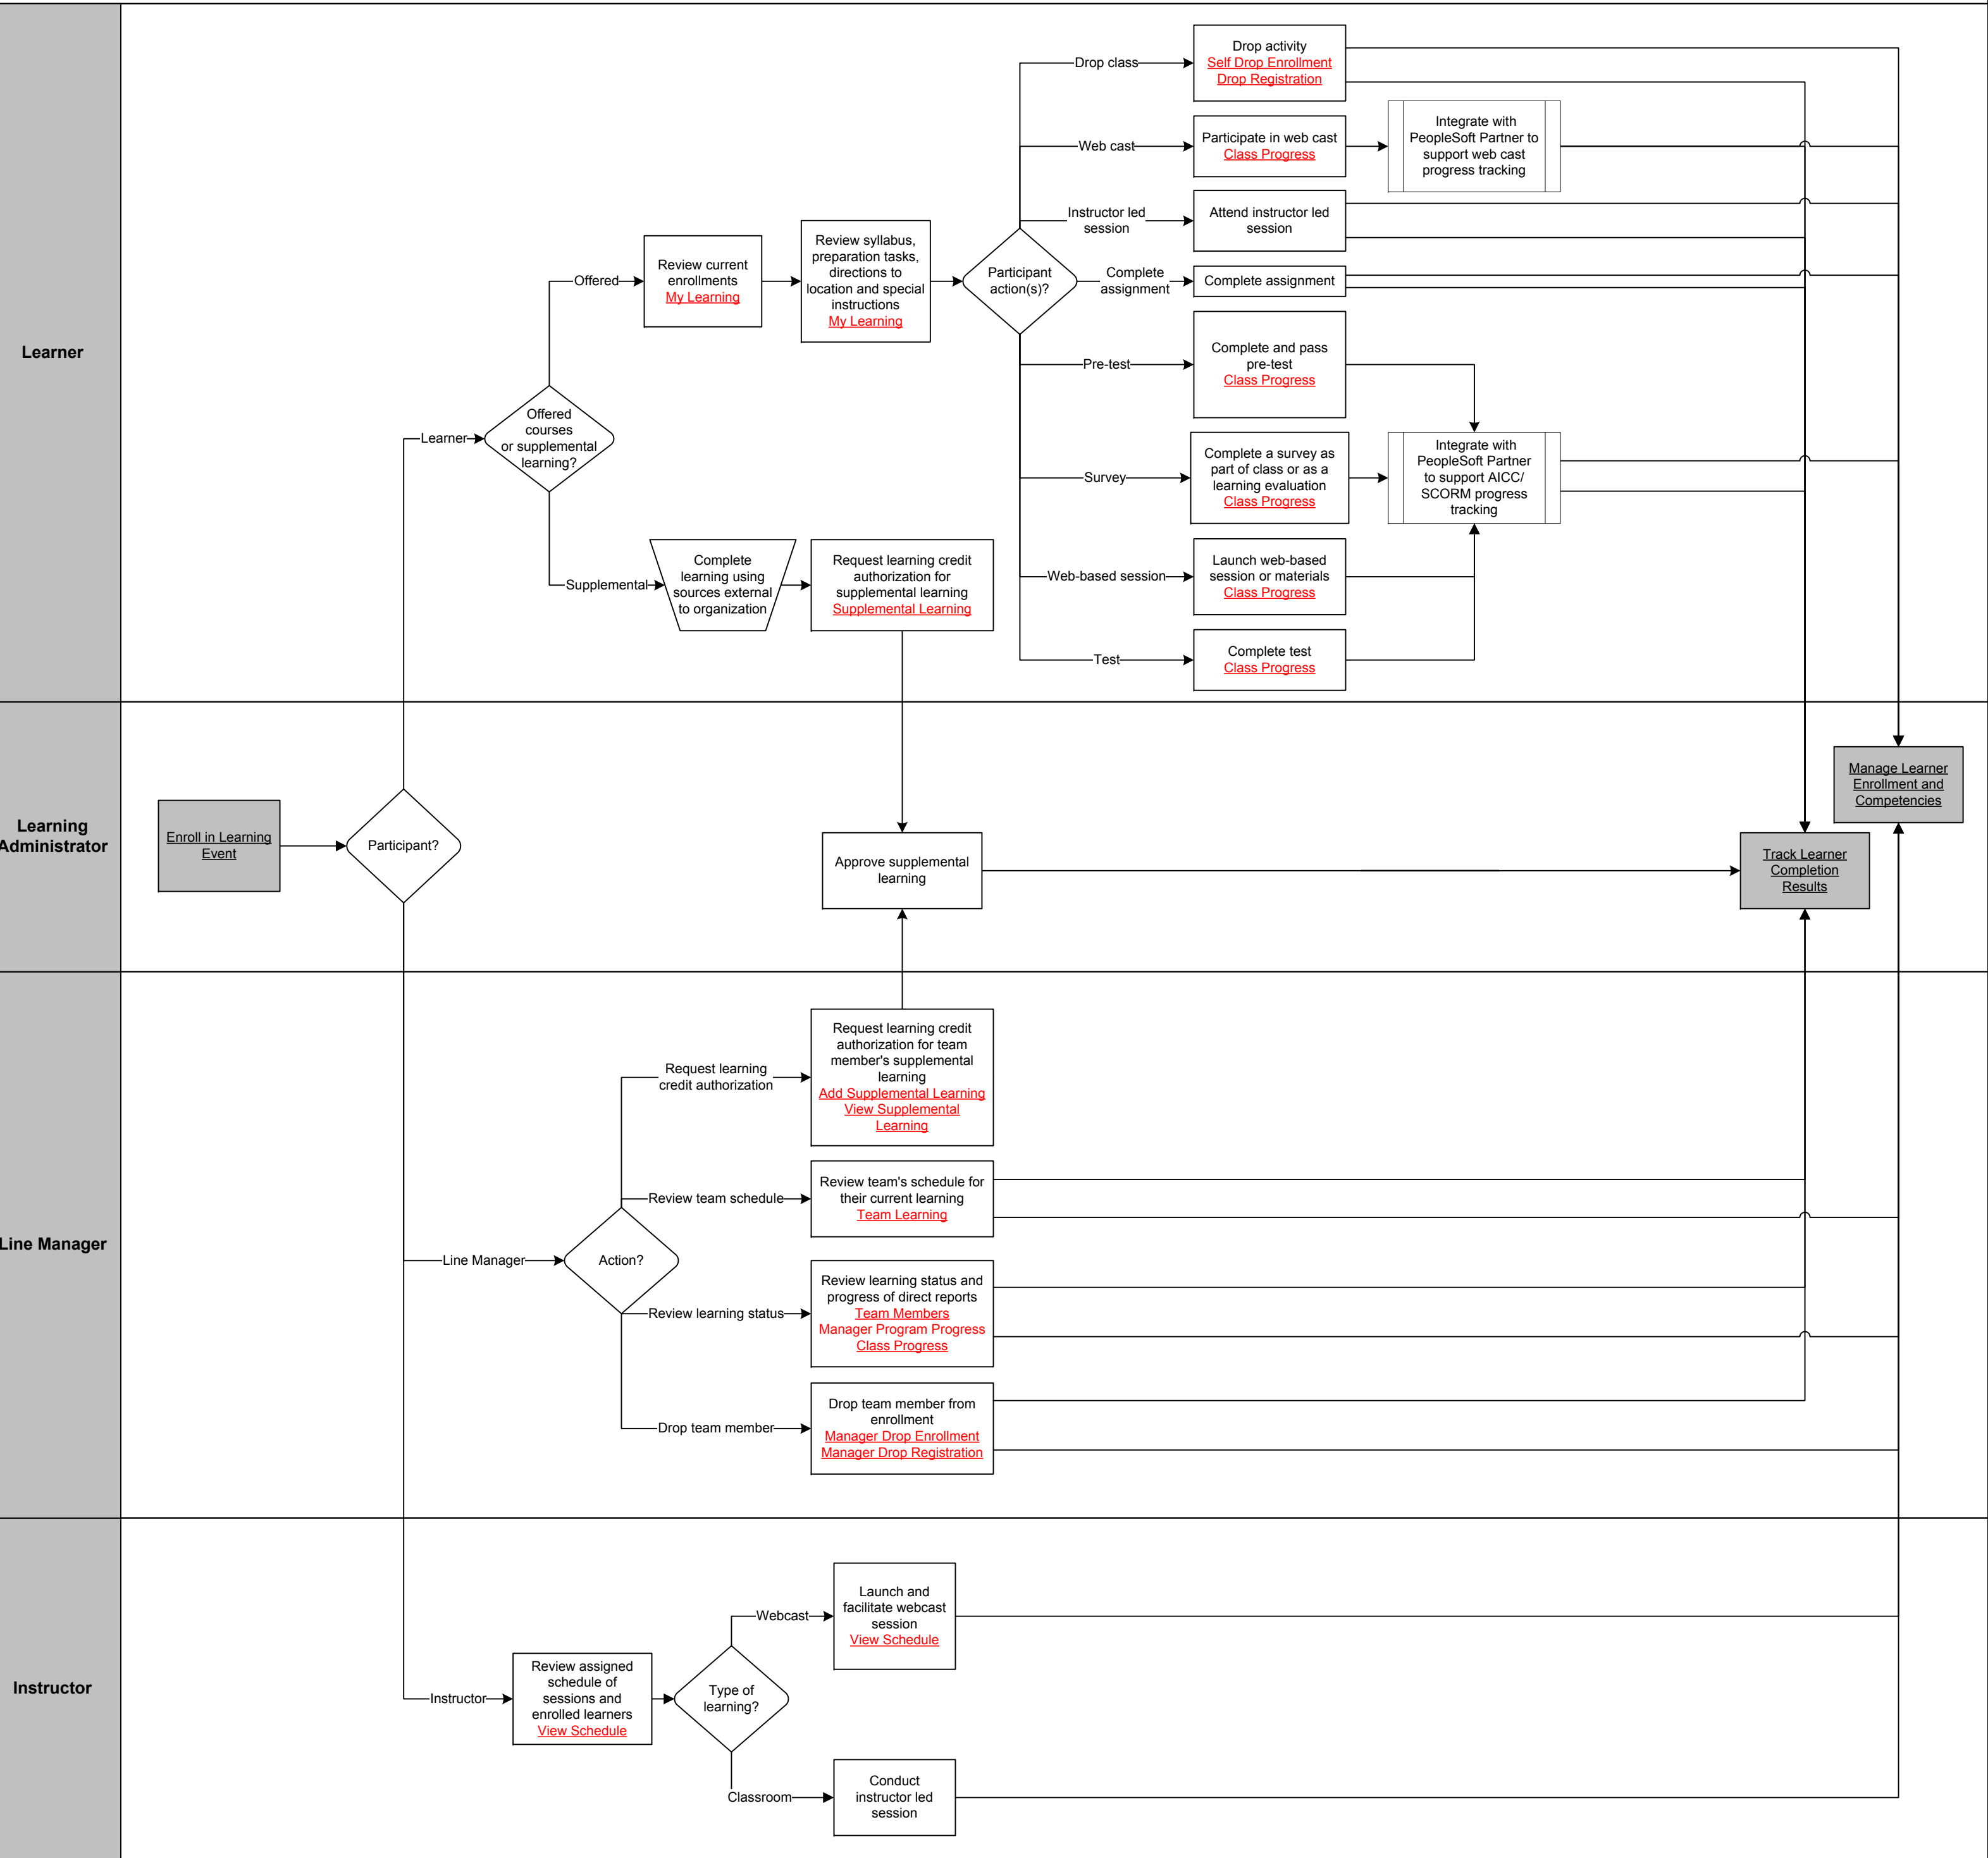 Learner
Learner
Offered
courses
or supplemental
learning?
Offered
Review current
enrollments
My Learning
Review syllabus,
preparation tasks,
directions to
location and special
instructions
My Learning
Participant
action(s)?
Drop class
Drop activity
Self Drop Enrollment
Drop Registration
Web cast
Participate in web cast
Class Progress
Integrate with
PeopleSoft Partner to
support web cast
progress tracking
Instructor led
session
Attend instructor led
session
Complete
assignment
Complete assignment
Pre-test
Complete and pass
pre-test
Class Progress
Survey
Complete a survey as
part of class or as a
learning evaluation
Class Progress
Integrate with
PeopleSoft Partner
to support AICC/
SCORM progress
tracking
Web-based session
Launch web-based
session or materials
Class Progress
Test
Complete test
Class Progress
Supplemental
Complete
learning using
sources external
to organization
Request learning credit
authorization for
supplemental learning
Supplemental Learning
Learning
Administrator
Enroll in Learning
Event
Participant?
Approve supplemental
learning
Track Learner
Completion
Results
Manage Learner
Enrollment and
Competencies
Line Manager
Line Manager
Action?
Request learning
credit authorization
Request learning credit
authorization for team
member's supplemental
learning
Add Supplemental Learning
View Supplemental
Learning
Review team schedule
Review team's schedule for
their current learning
Team Learning
Review learning status
Review learning status and
progress of direct reports
Team Members
Manager Program Progress
Class Progress
Drop team member
Drop team member from
enrollment
Manager Drop Enrollment
Manager Drop Registration
Instructor
Instructor
Review assigned
schedule of
sessions and
enrolled learners
View Schedule
Type of
learning?
Webcast
Launch and
facilitate webcast
session
View Schedule
Classroom
Conduct
instructor led
session